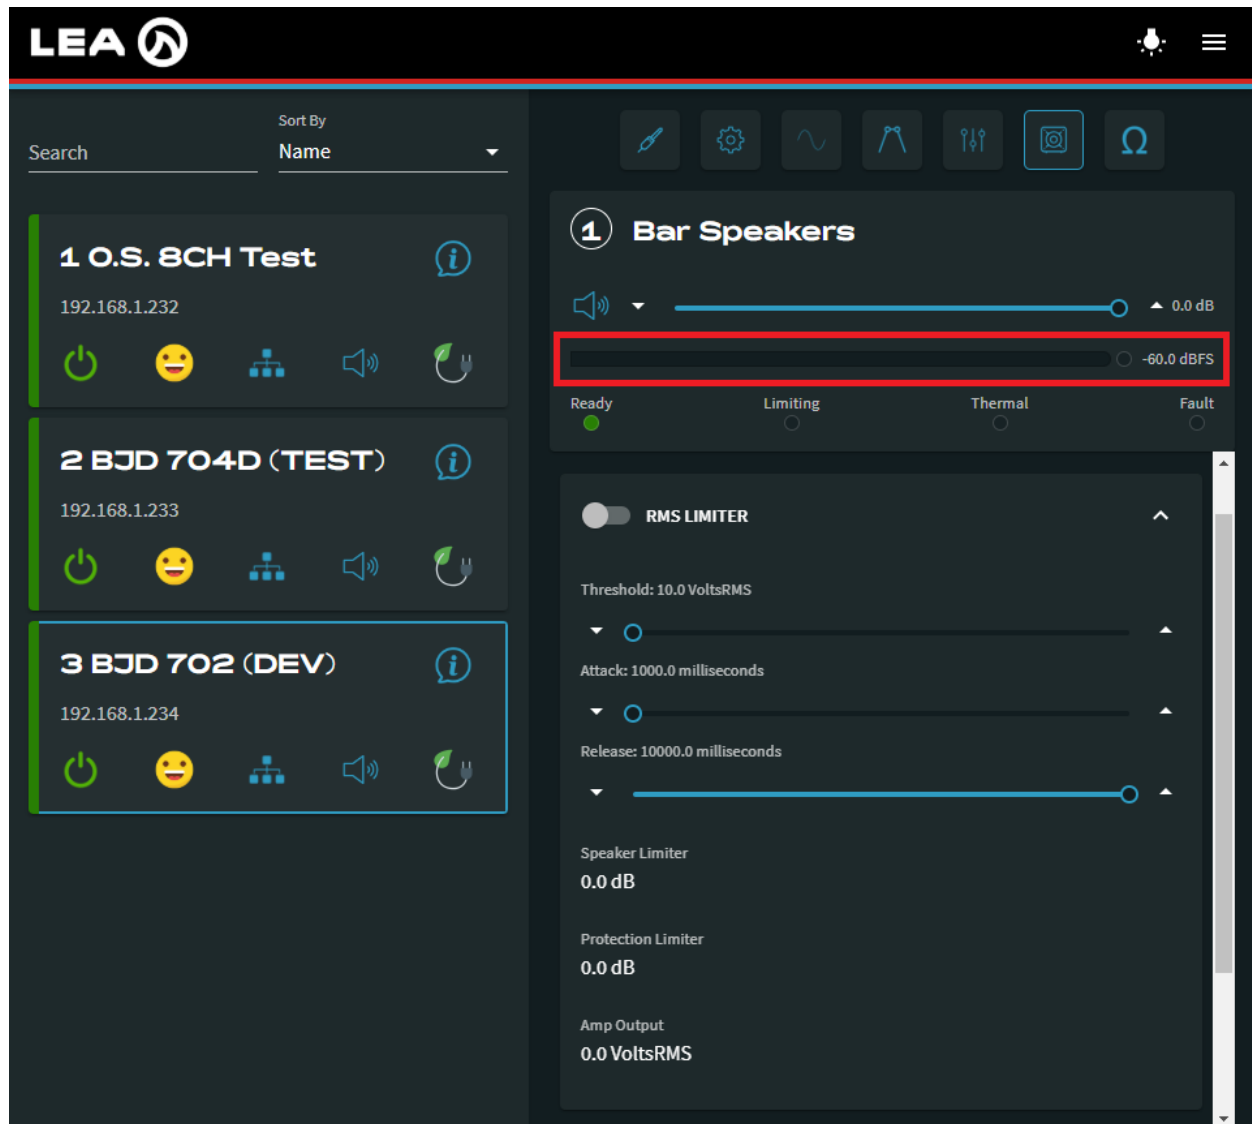 LEA
Search
Sort By
Name
1 O.S. 8CH Test
192.168.1.232
2 BJD 704D (TEST)
192.168.1.233
3 BJD 702 (DEV)
192.168.1.234
Ω
1 Bar Speakers
0.0 dB
-60.0 dBFS
Ready Limiting Thermal Fault
RMS LIMITER
Threshold: 10.0 VoltsRMS
Attack: 1000.0 milliseconds
Release: 10000.0 milliseconds
Speaker Limiter
0.0 dB
Protection Limiter
0.0 dB
Amp Output
0.0 VoltsRMS